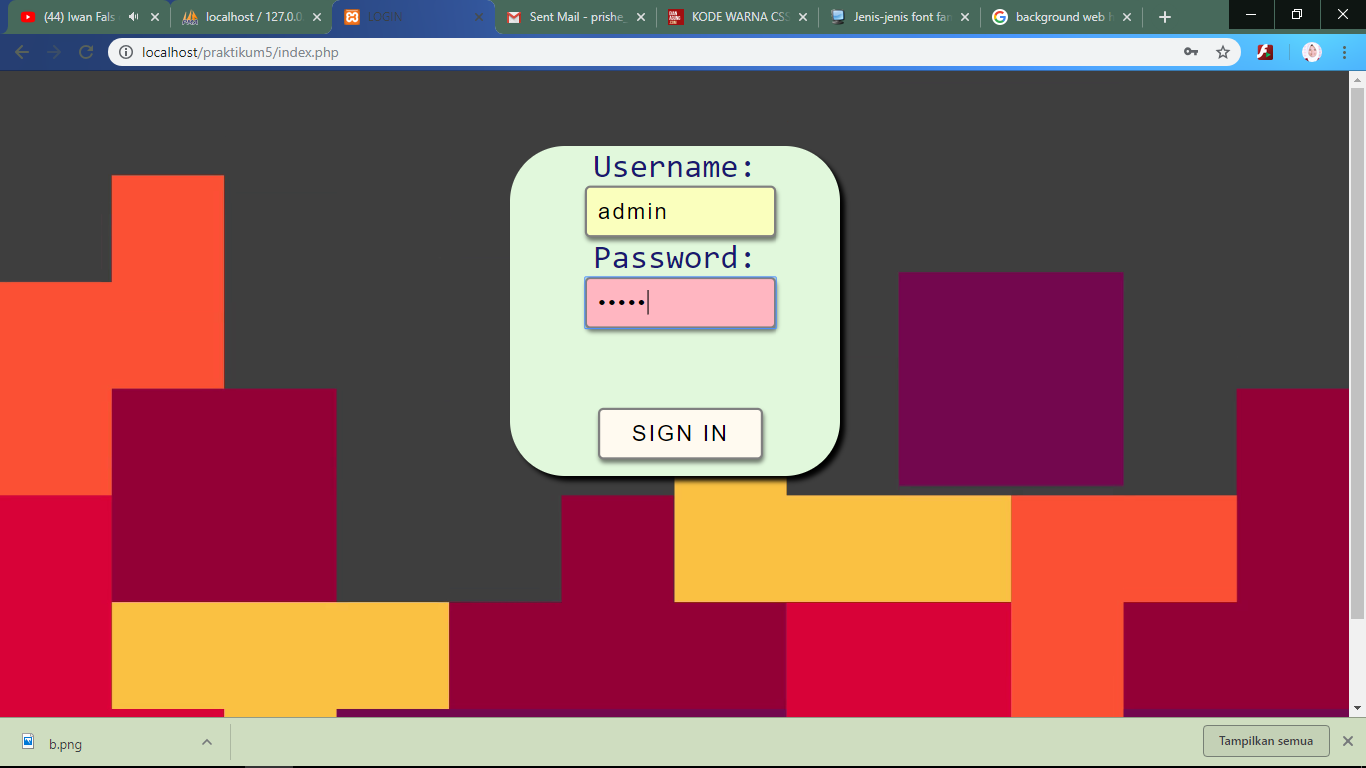 (44) Iwan Fals
localhost / 127.0.0
LOGIN
Sent Mail - prishe
KODE WARNA CSS
Jenis-jenis font fa
background web h
localhost/praktikum5/index.php
Username:
admin
Password:
•••••
SIGN IN
b.png
Tampilkan semua